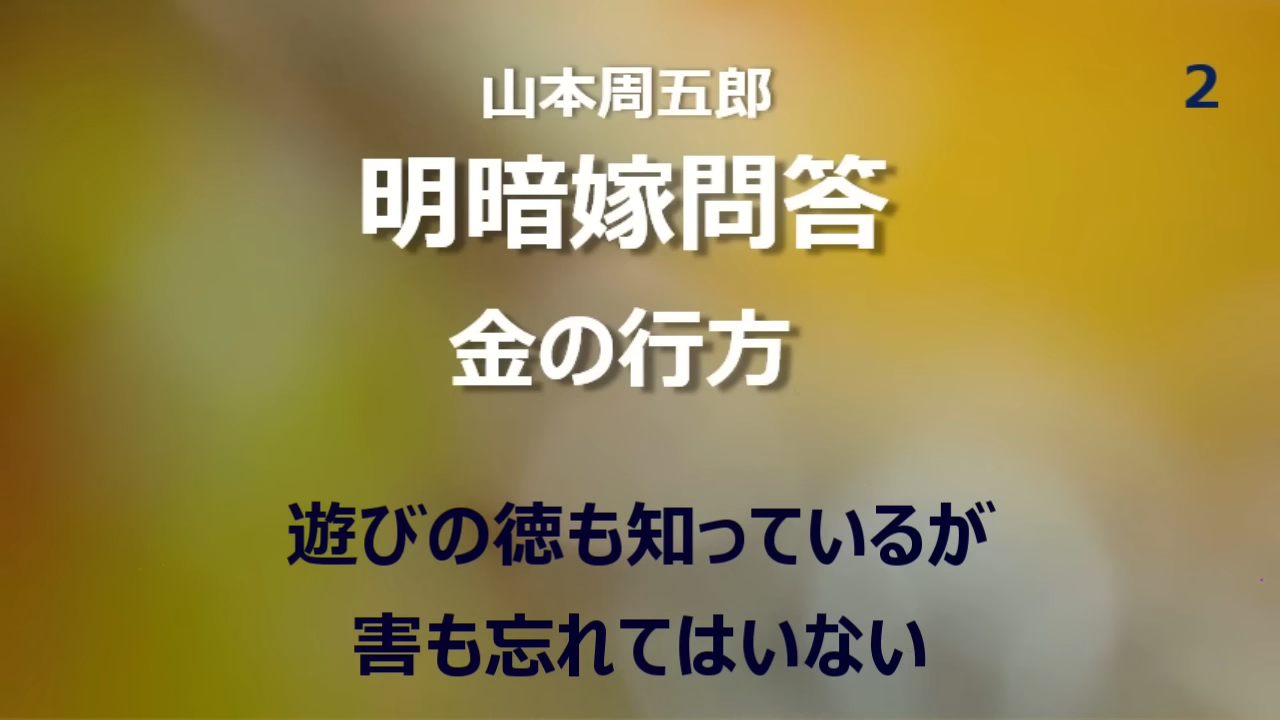 山本周五郎
2
明暗嫁問答
金の行方
遊びの徳も知っているが
害も忘れてはいない